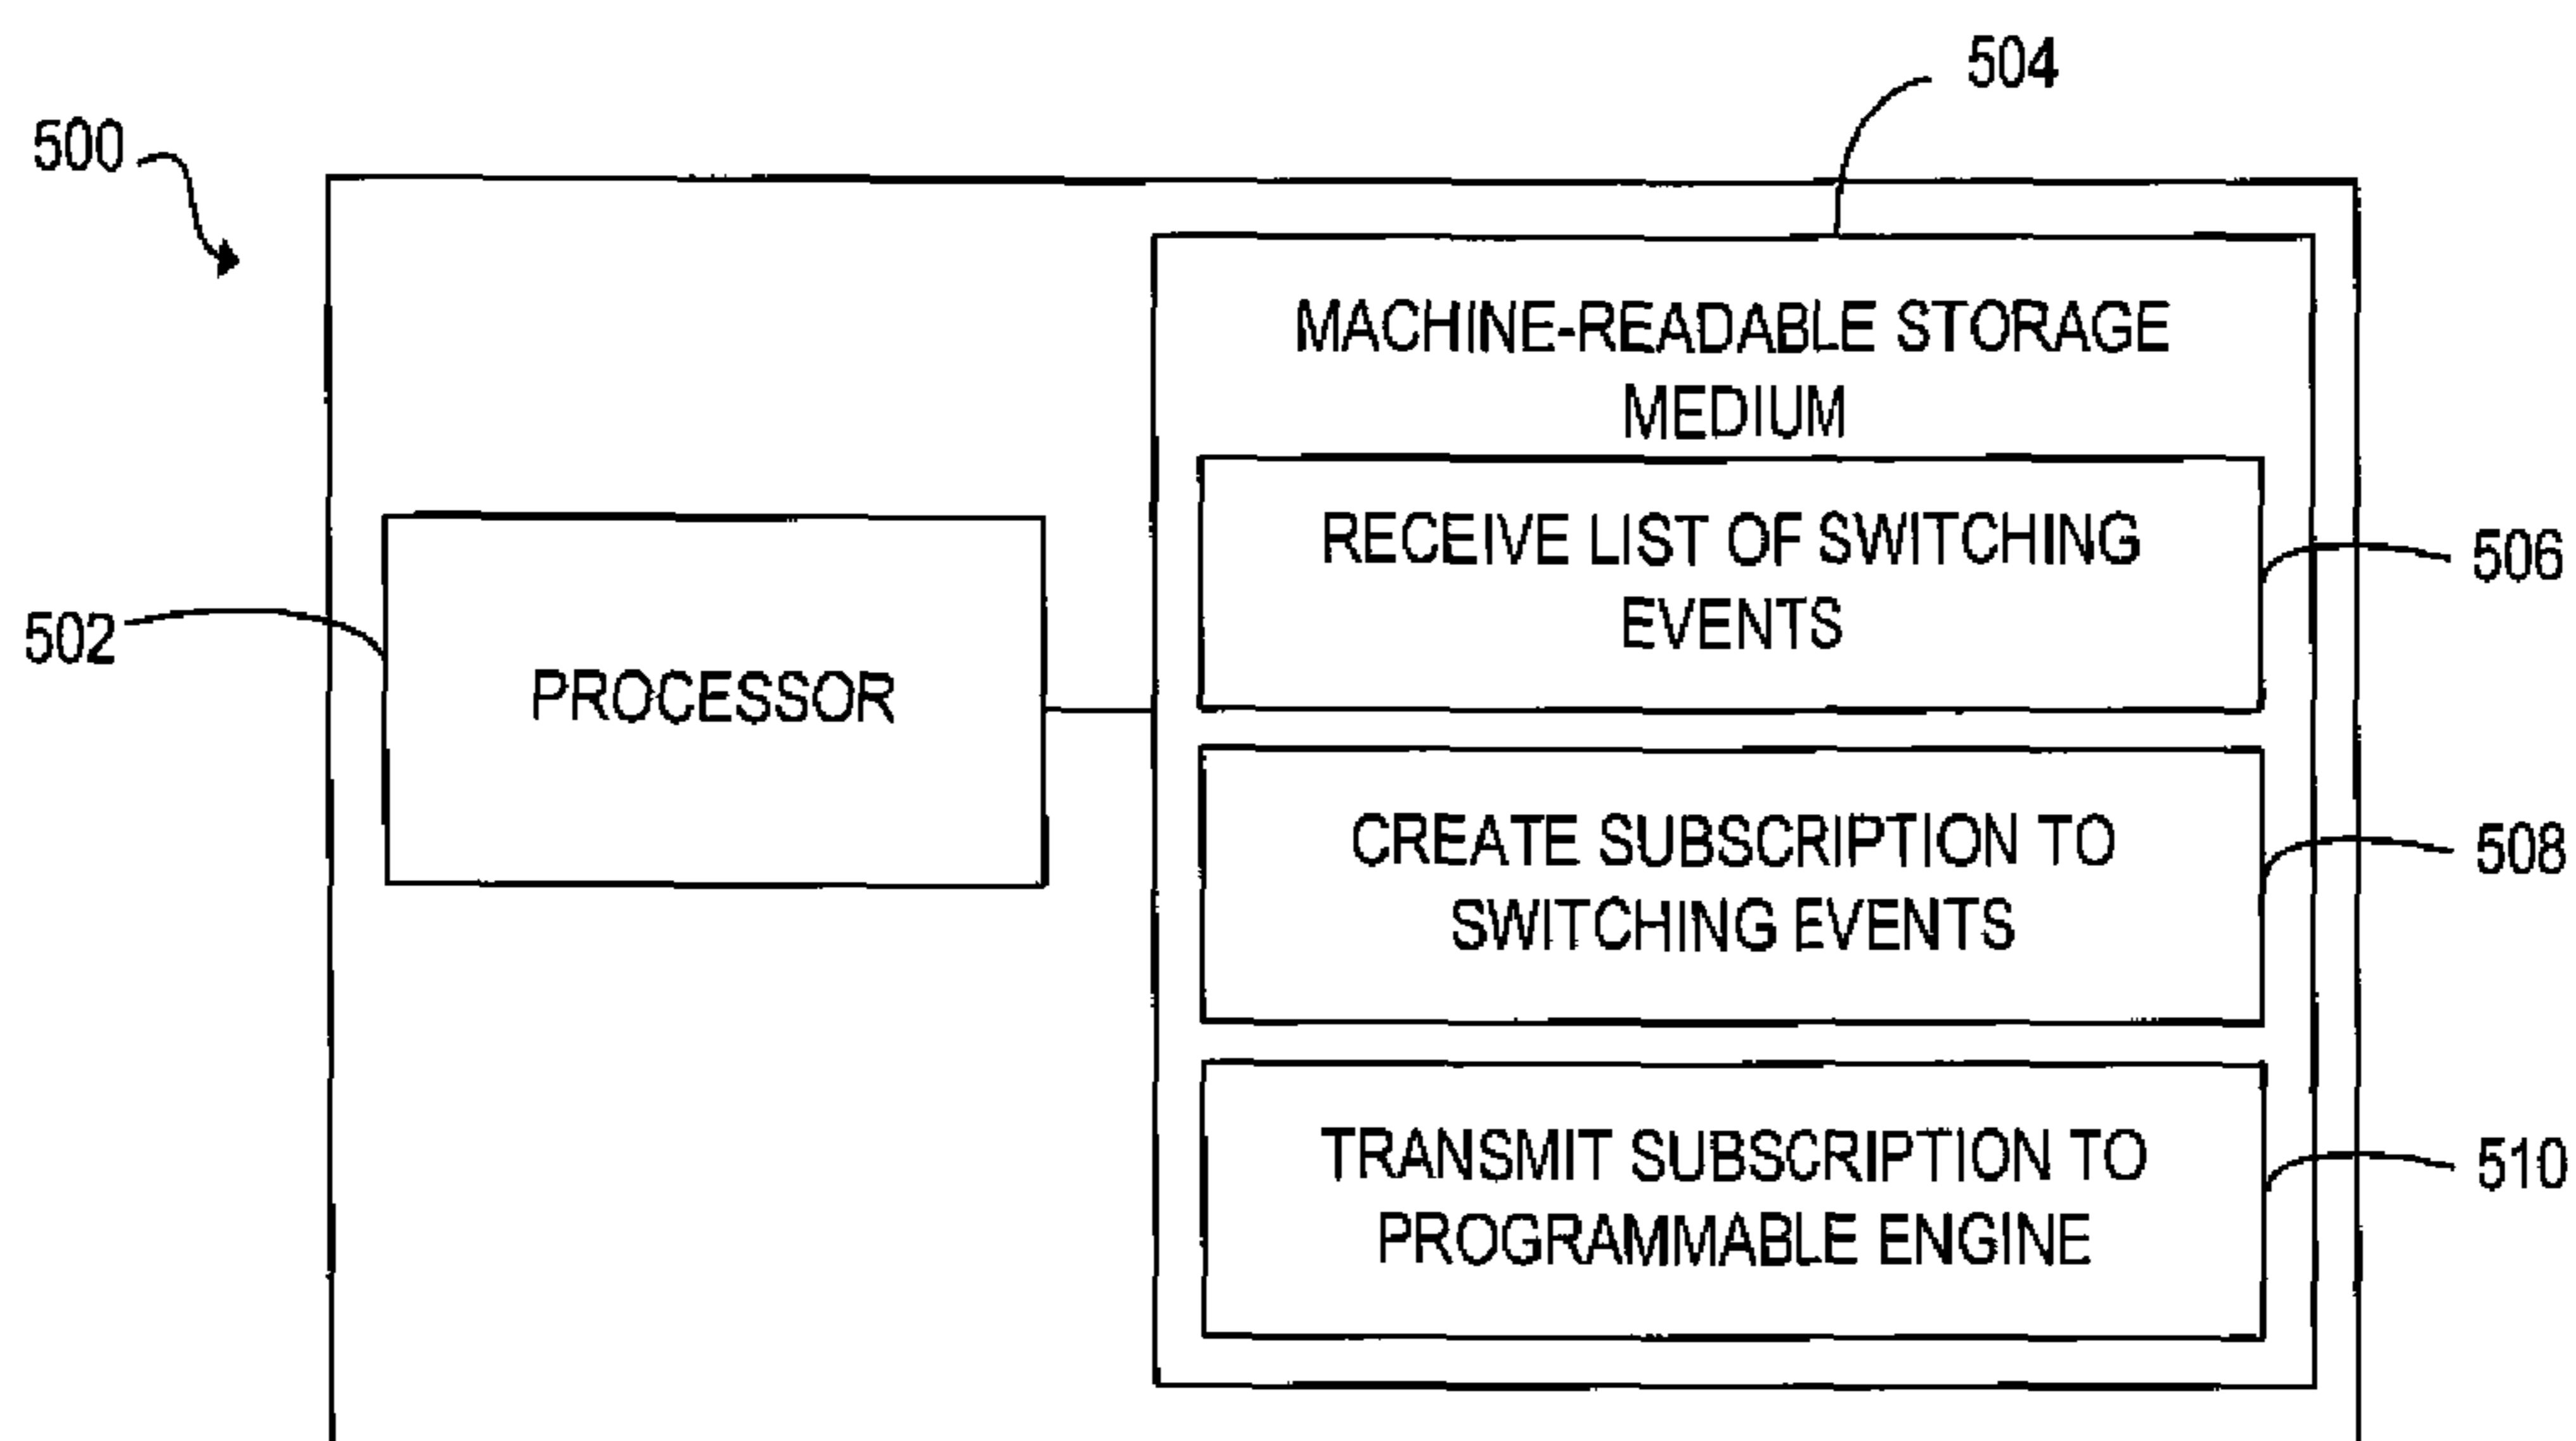 504
500
MACHINE-READABLE STORAGE
MEDIUM
RECEIVE LIST OF SWITCHING
EVENTS
506
502
PROCESSOR
CREATE SUBSCRIPTION TO
SWITCHING EVENTS
508
TRANSMIT SUBSCRIPTION TO
PROGRAMMABLE ENGINE
510